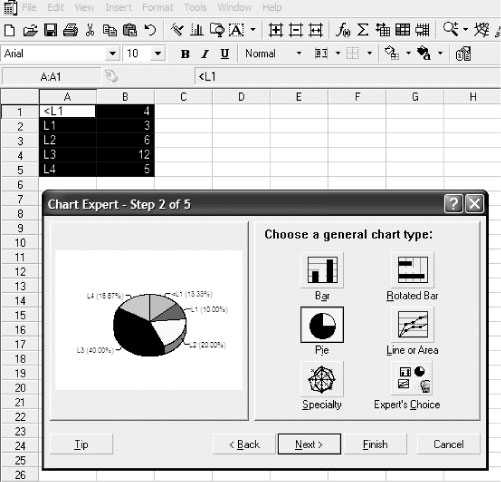 File Edit View Insert Format Tools Window Help
Arial 10 B I U Normal
A:A1 <L1
A B C D E F G H
1 <L1 4
2 L1 3
3 L2 6
4 L3 12
5 L4 5
6
7
8
9
10
11
12
13
14
15
16
17
18
19
20
21
22
23
24
25
26
Chart Expert - Step 2 of 5
Choose a general chart type:
Bar Rotated Bar
Pie Line or Area
Specialty Expert's Choice
L4 (16.67%) <L1 (13.33%)
L1 (10.00%)
L2 (20.00%)
L3 (40.00%)
Tip < Back Next > Finish Cancel